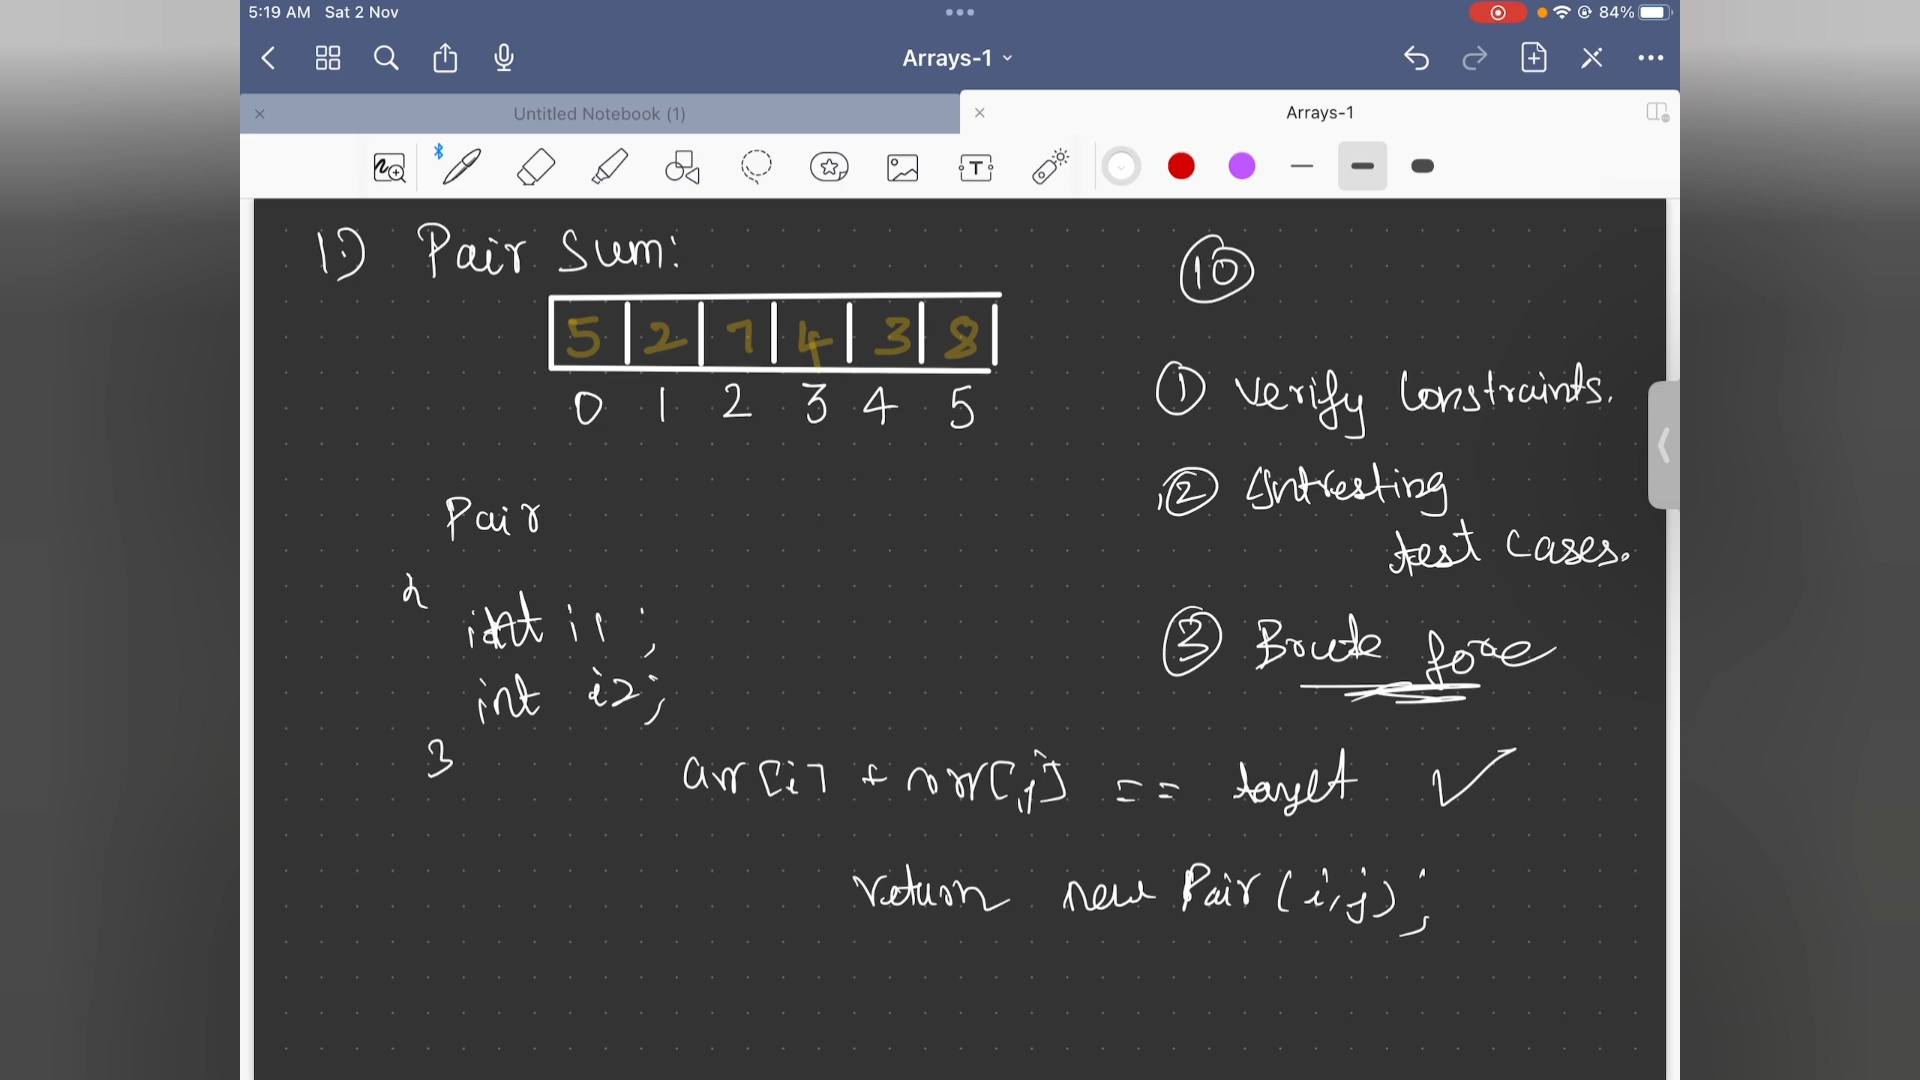 5:19 AM Sat 2 Nov
84%
Arrays-1
Untitled Notebook (1)
Arrays-1
1.) Pair Sum:
10
5 2 7 4 3 8
0 1 2 3 4 5
① Verify Constraints.
② Intresting
test cases.
③ Brute force
Pair
{
int i1;
int i2;
}
arr[i] + arr[j] == target ✓
return new Pair(i,j);